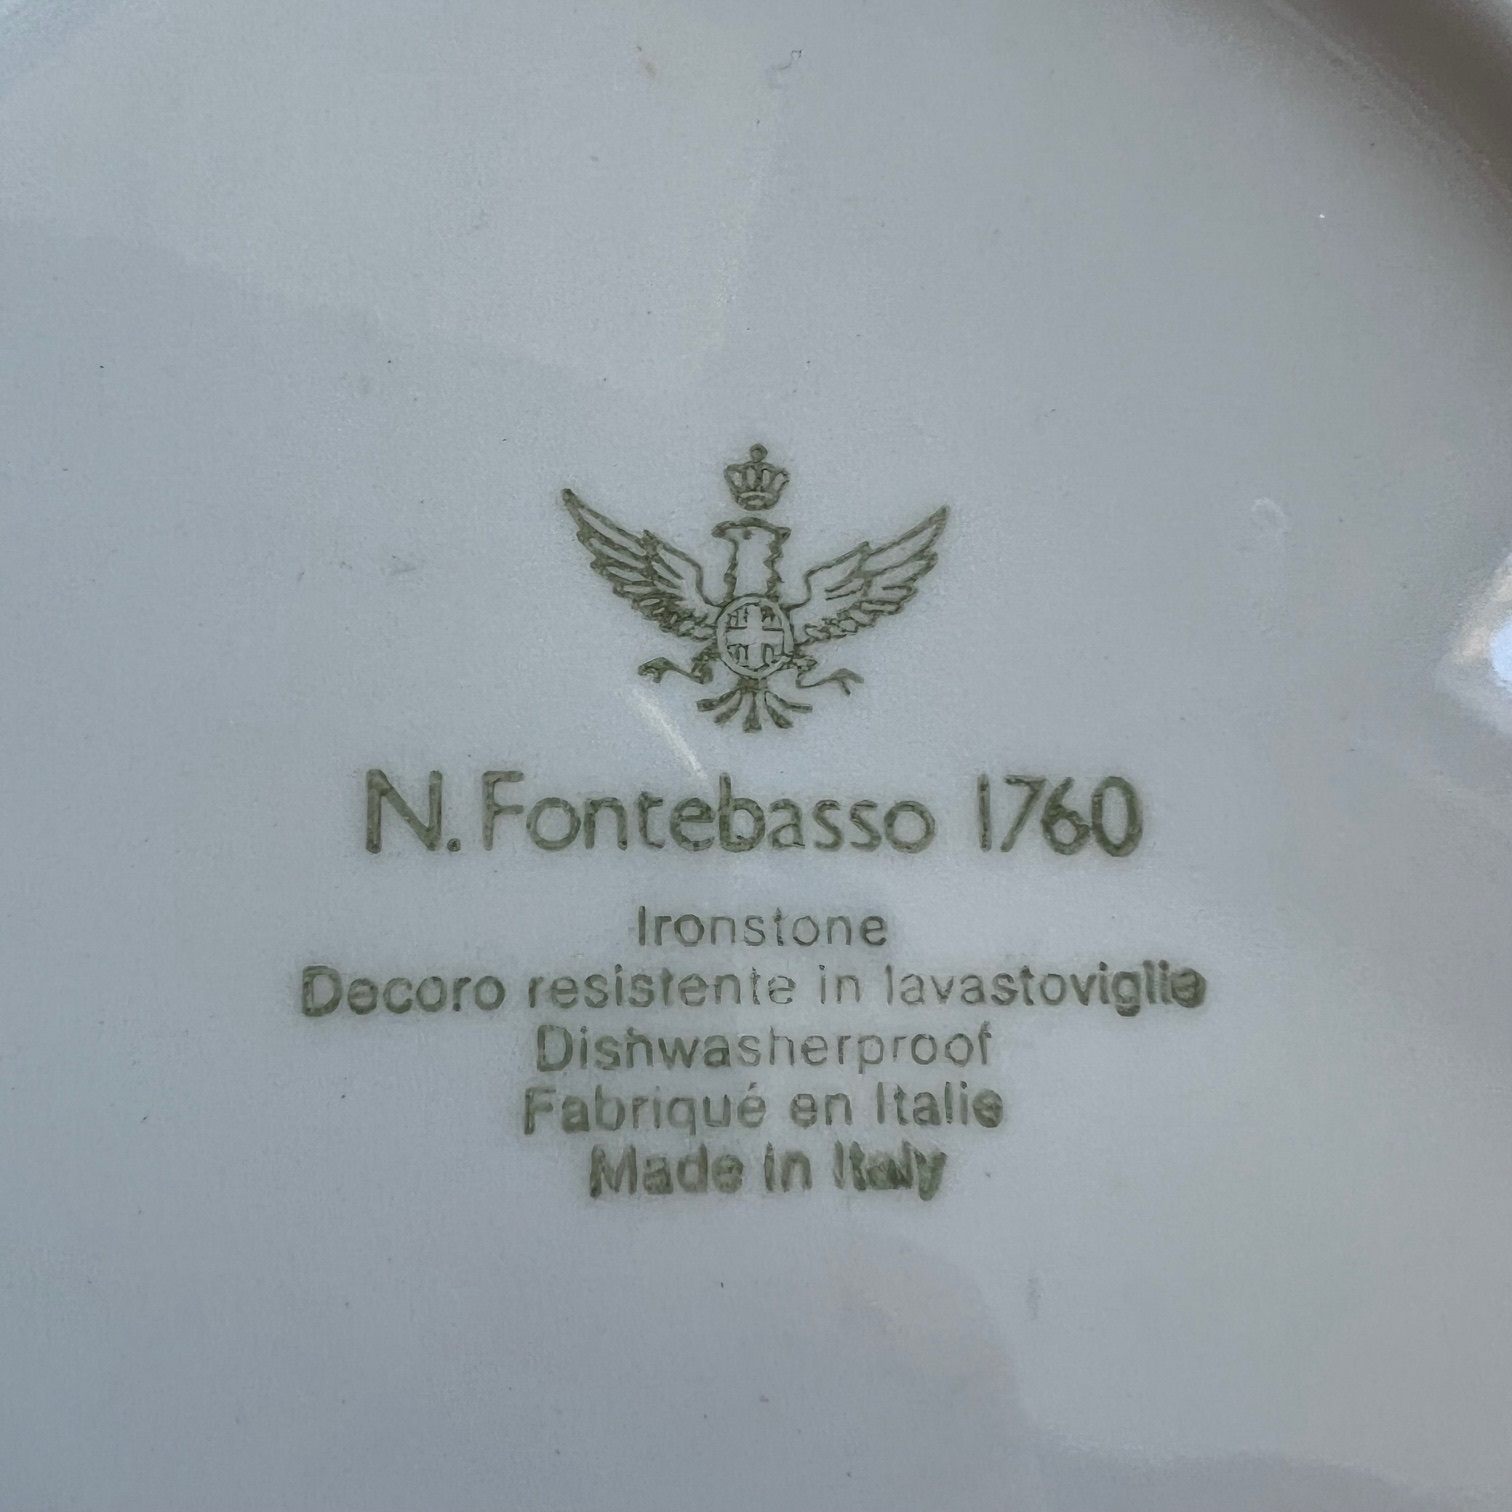 N. Fontebasso 1760
Ironstone
Decoro resistente in lavastoviglie
Dishwasherproof
Fabriqué en Italie
Made in Italy